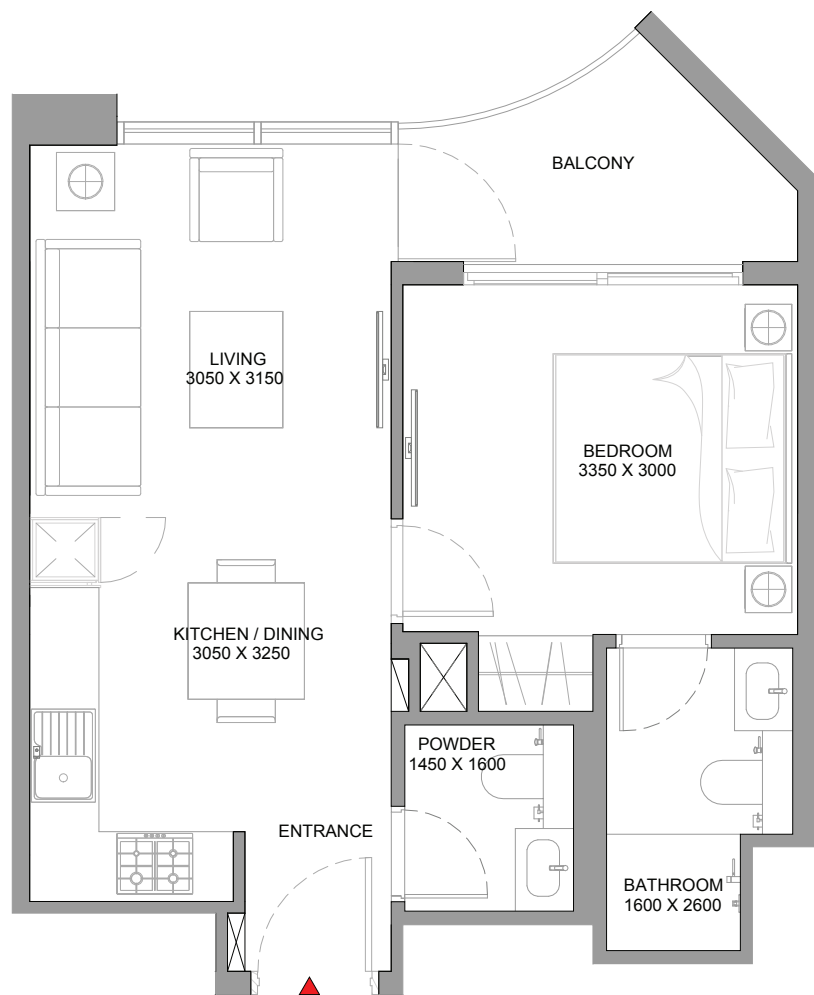 BALCONY
LIVING
3050 X 3150
BEDROOM
3350 X 3000
KITCHEN / DINING
3050 X 3250
POWDER
1450 X 1600
ENTRANCE
BATHROOM
1600 X 2600